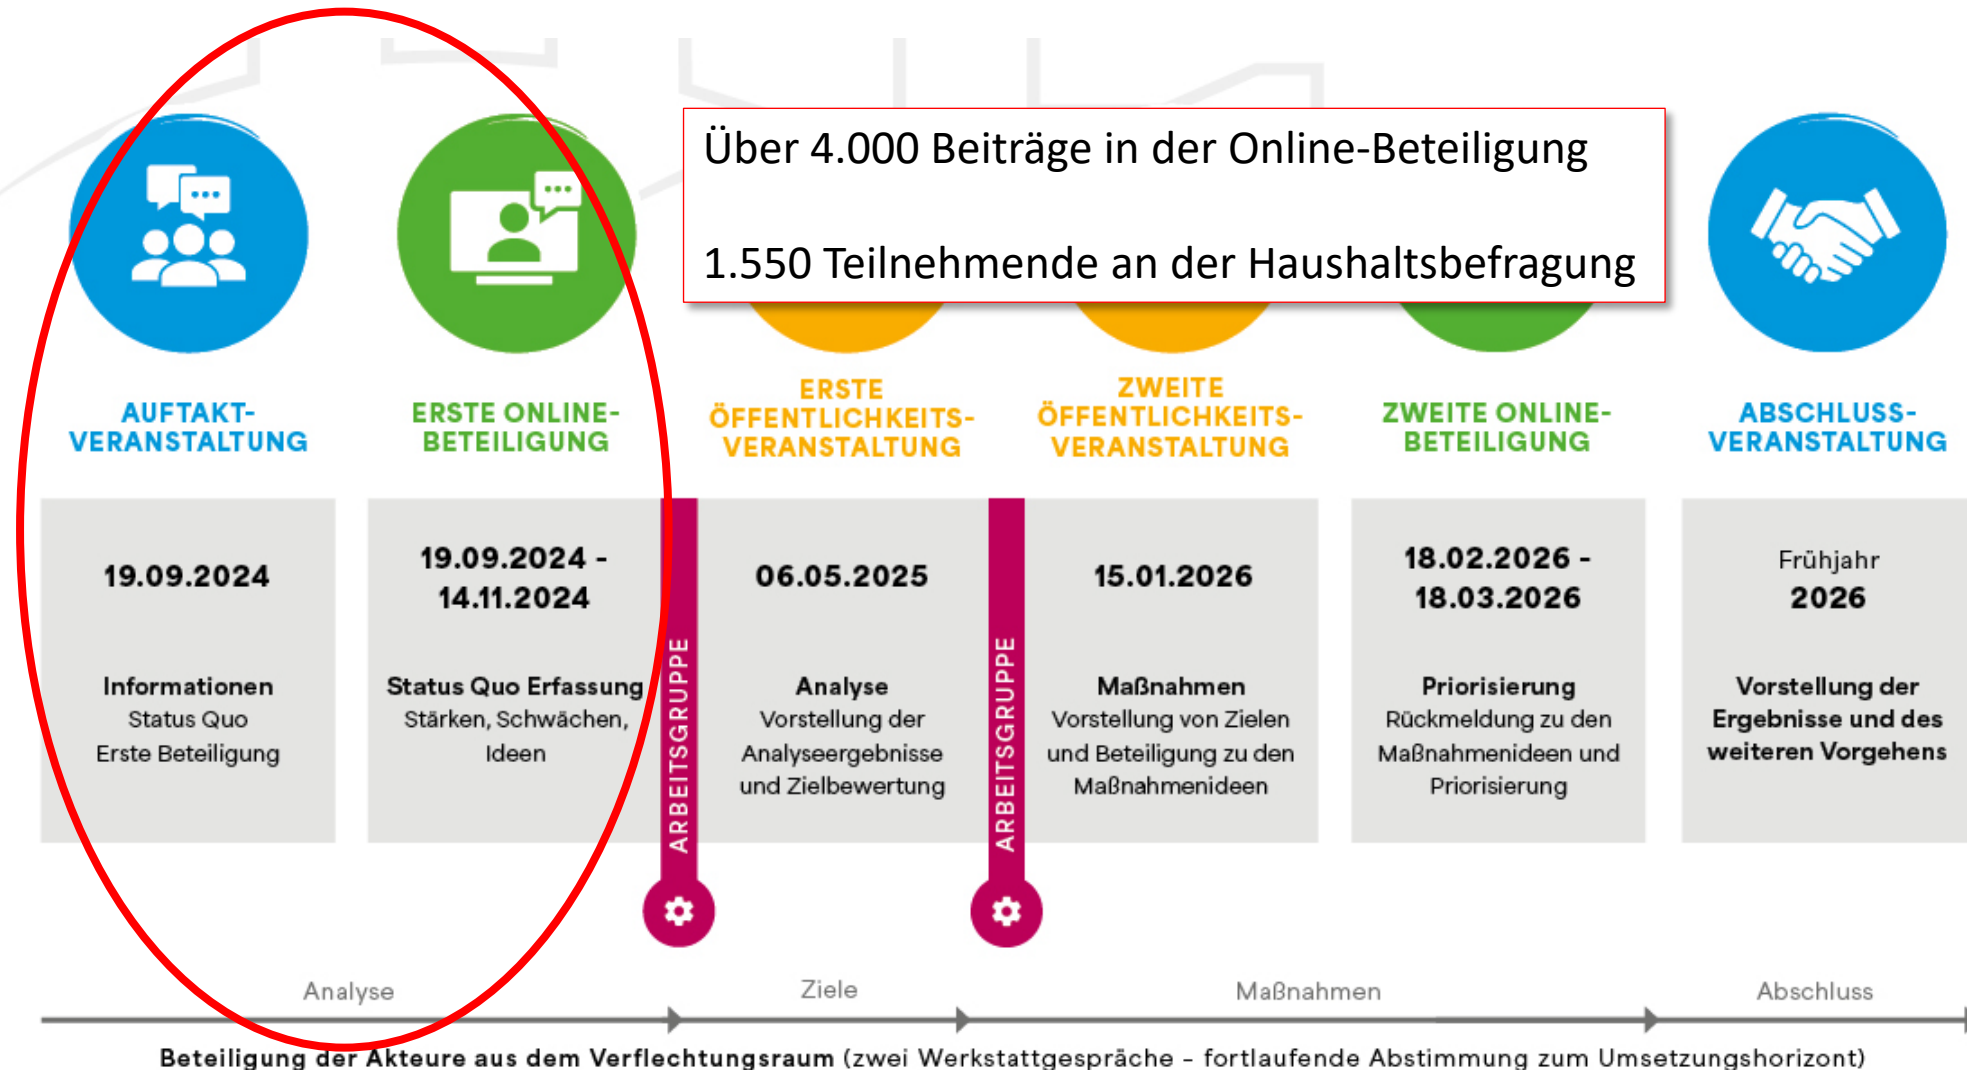 Über 4.000 Beiträge in der Online-Beteiligung
1.550 Teilnehmende an der Haushaltsbefragung
AUFTAKT-
VERANSTALTUNG
19.09.2024
Informationen
Status Quo
Erste Beteiligung
ERSTE ONLINE-
BETEILIGUNG
19.09.2024 -
14.11.2024
Status Quo Erfassung
Stärken, Schwächen,
Ideen
ARBEITSGRUPPE
ERSTE
ÖFFENTLICHKEITS-
VERANSTALTUNG
06.05.2025
Analyse
Vorstellung der
Analyseergebnisse
und Zielbewertung
ARBEITSGRUPPE
ZWEITE
ÖFFENTLICHKEITS-
VERANSTALTUNG
15.01.2026
Maßnahmen
Vorstellung von Zielen
und Beteiligung zu den
Maßnahmenideen
ZWEITE ONLINE-
BETEILIGUNG
18.02.2026 -
18.03.2026
Priorisierung
Rückmeldung zu den
Maßnahmenideen und
Priorisierung
ABSCHLUSS-
VERANSTALTUNG
Frühjahr
2026
Vorstellung der
Ergebnisse und des
weiteren Vorgehens
Analyse
Ziele
Maßnahmen
Abschluss
Beteiligung der Akteure aus dem Verflechtungsraum (zwei Werkstattgespräche - fortlaufende Abstimmung zum Umsetzungshorizont)